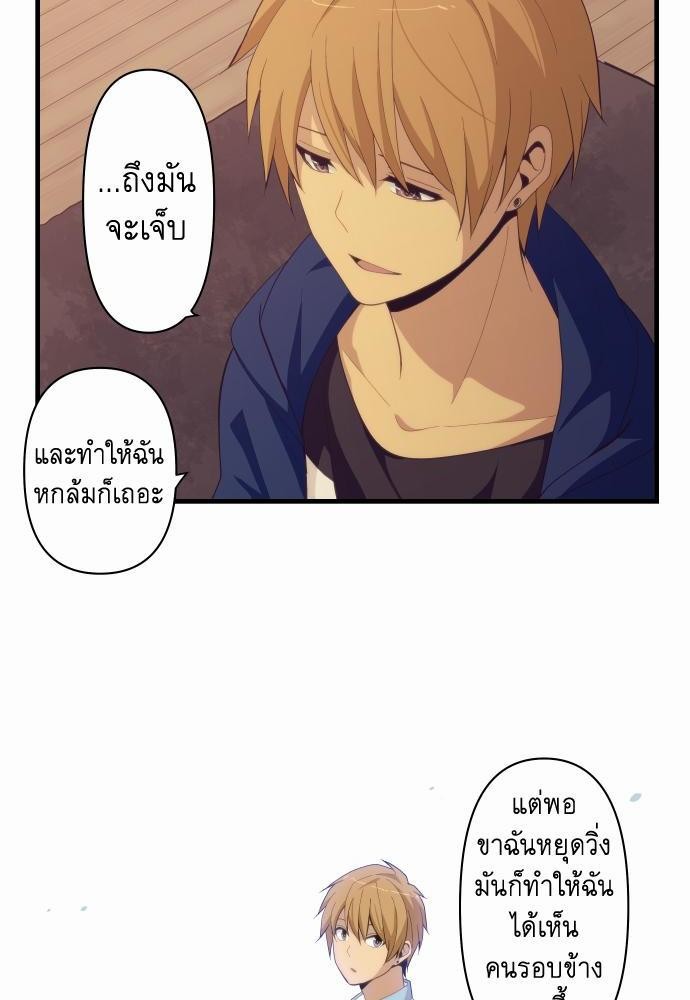 ...ถึงมัน
จะเจ็บ
และทำให้ฉัน
หกล้มก็เถอะ
แต่พอ
ขาฉันหยุดวิ่ง
มันก็ทำให้ฉัน
ได้เห็น
คนรอบข้าง